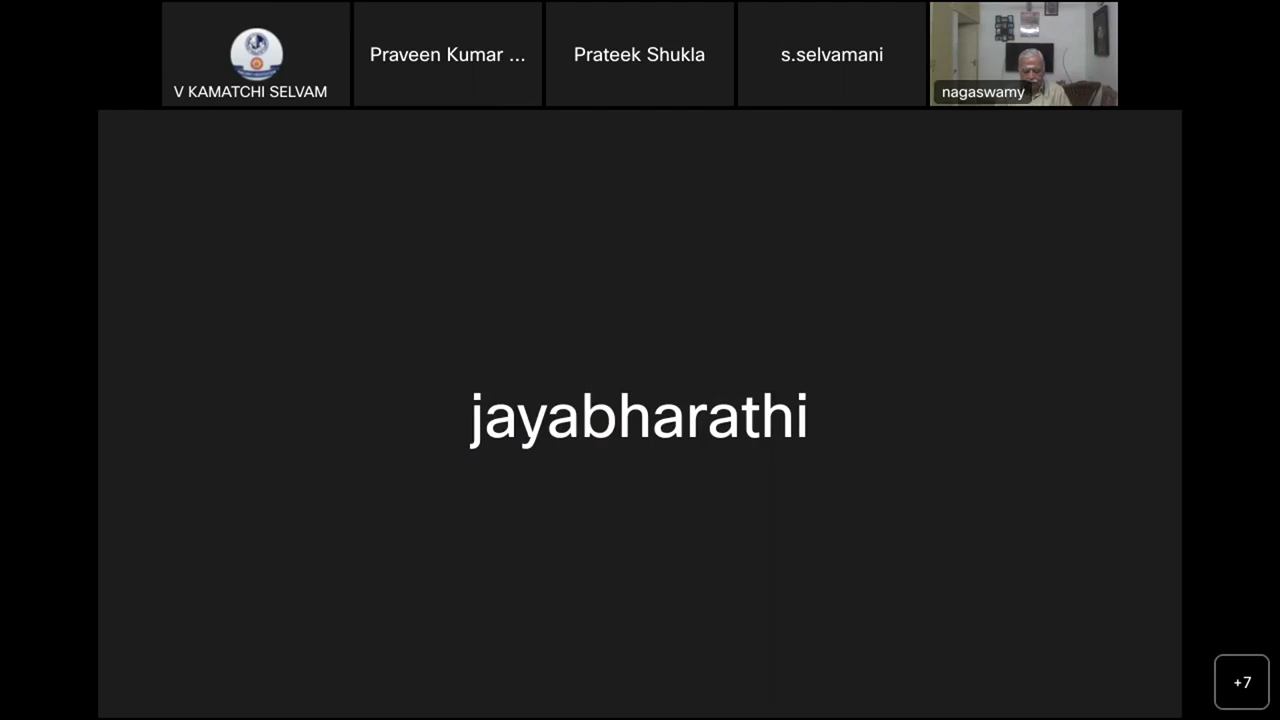 V KAMATCHI SELVAM
Praveen Kumar ...
Prateek Shukla
s.selvamani
nagaswamy
jayabharathi
+7